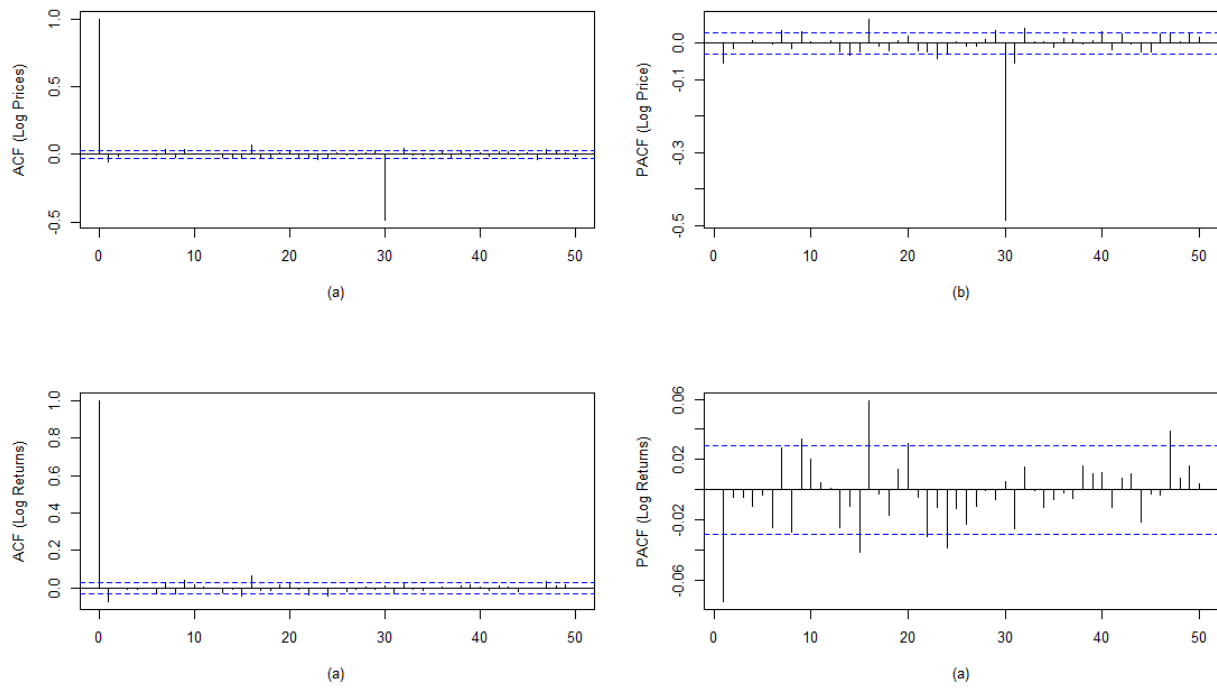 ACF (Log Prices)
1.0
0.5
0.0
-0.5
0 10 20 30 40 50
(a)
PACF (Log Price)
0.0
-0.1
-0.3
-0.5
0 10 20 30 40 50
(b)
ACF (Log Returns)
1.0
0.8
0.6
0.4
0.2
0.0
0 10 20 30 40 50
(a)
PACF (Log Returns)
0.06
0.02
-0.02
-0.06
0 10 20 30 40 50
(a)